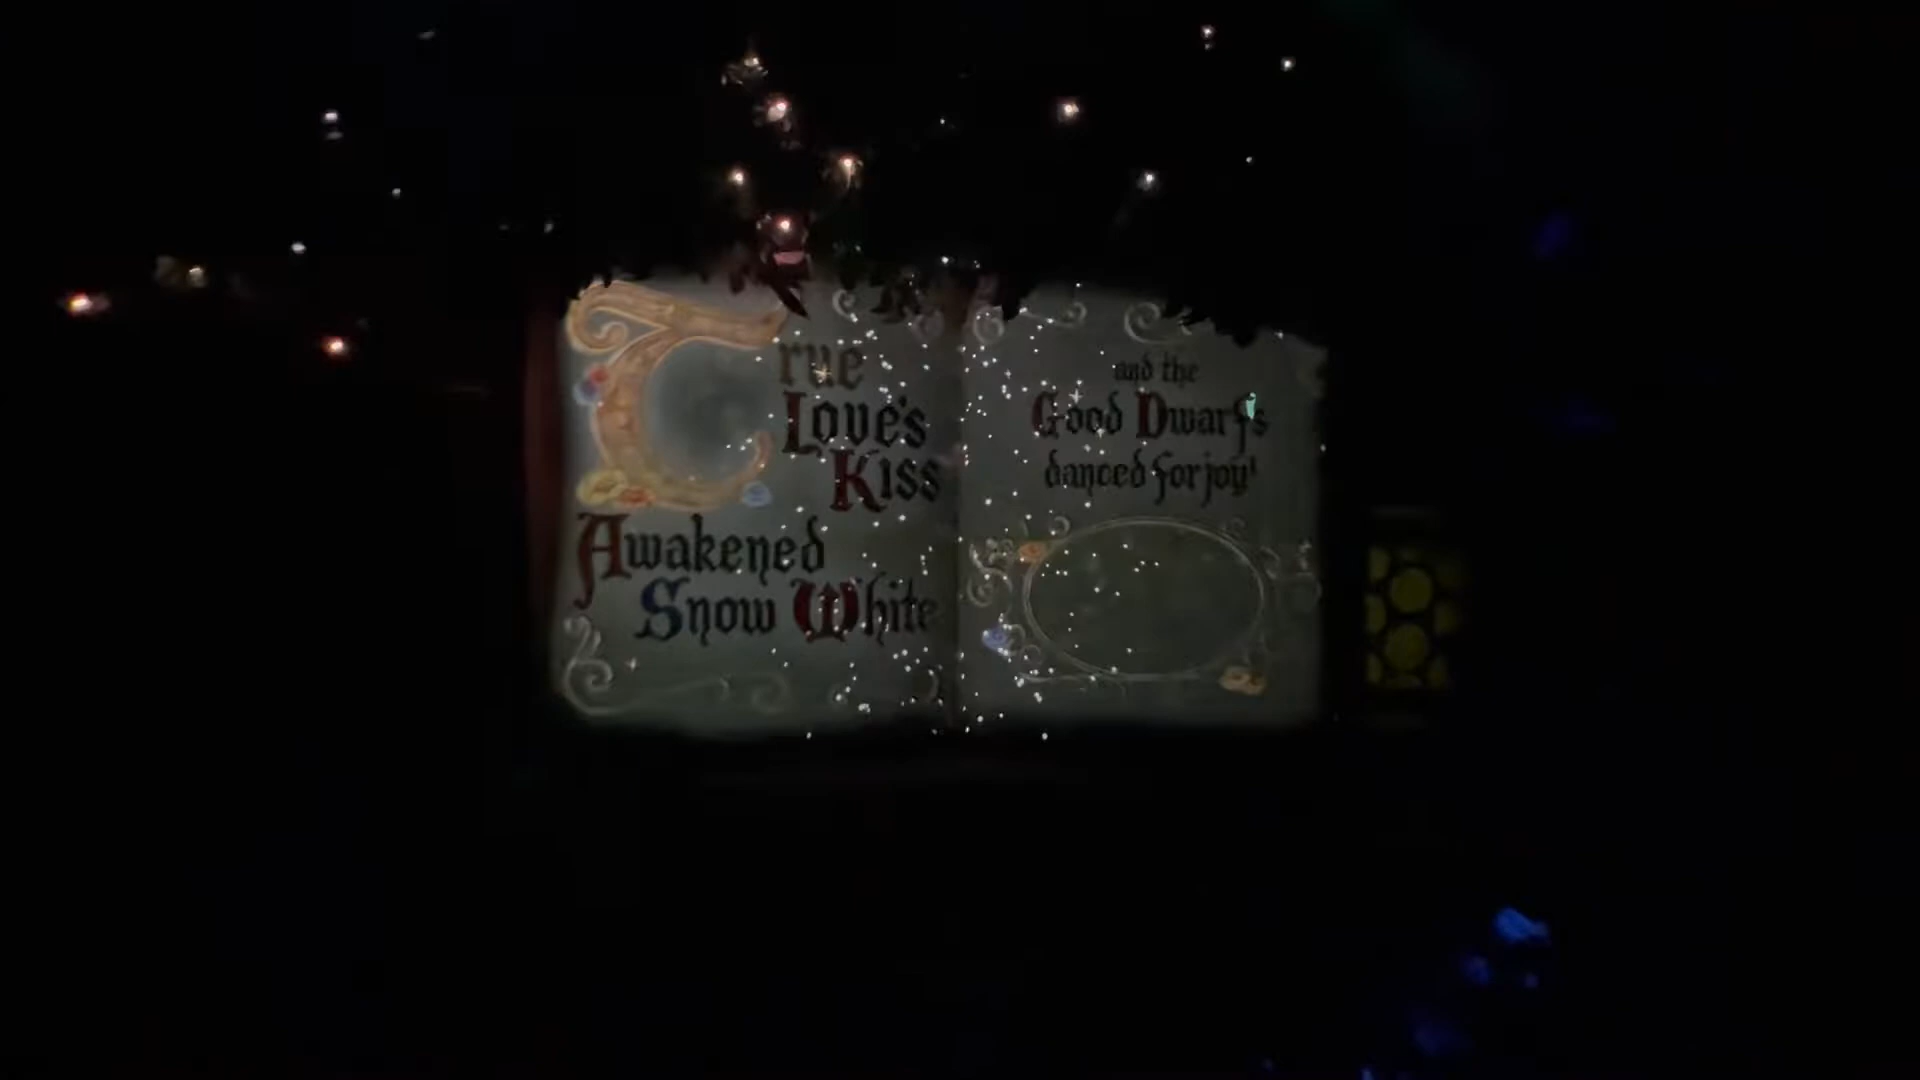 True
Love's
Kiss
Awakened
Snow White
and the
Good Dwarfs
danced for joy!